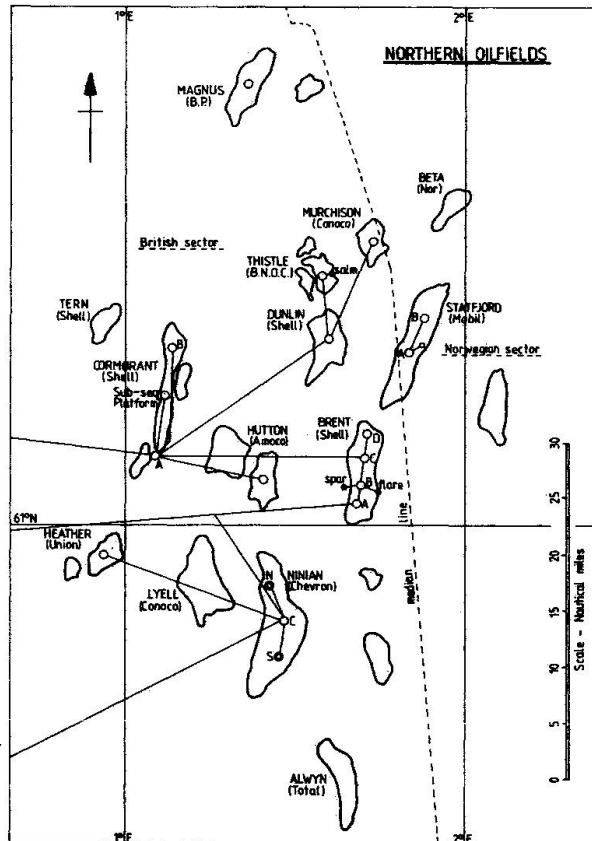 1°E
2°E
NORTHERN OILFIELDS
MAGNUS
(B.P.)
BETA
(Nor)
MURCHISON
(Conoco)
British sector
THISTLE
(B.N.O.C.)
salm
TERN
(Shell)
DUNLIN
(Shell)
STATFJORD
(Mobil)
B
A
Norwegian sector
B
CORMORANT
(Shell)
Sub-sea
Platform
A
HUTTON
(Amoco)
BRENT
(Shell)
D
C
spar
B
flare
A
61°N
line
median
HEATHER
(Union)
LYELL
(Conoco)
N
NINIAN
(Chevron)
C
S
ALWYN
(Total)
30
25
20
15
10
5
0
Scale - Nautical miles
1°E
2°E